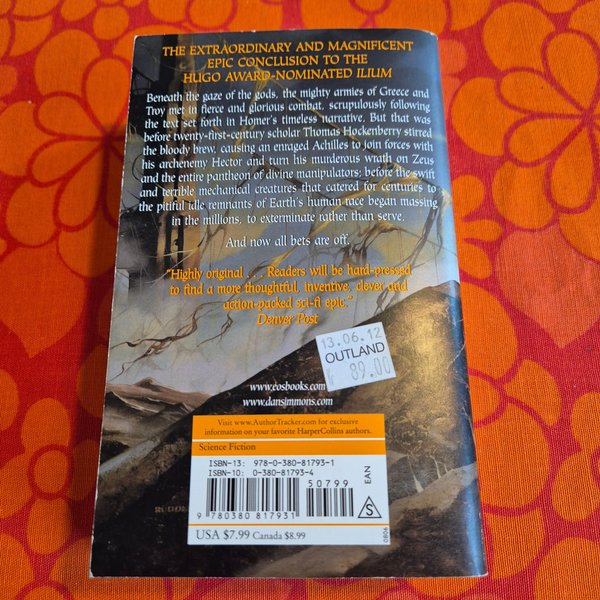 THE EXTRAORDINARY AND MAGNIFICENT
EPIC CONCLUSION TO THE
HUGO AWARD-NOMINATED ILIUM
Beneath the gaze of the gods, the mighty armies of Greece and
Troy met in fierce and glorious combat, scrupulously following
the text set forth in Homer's timeless narrative. But that was
before twenty-first-century scholar Thomas Hockenberry stirred
the bloody brew, causing an enraged Achilles to join forces with
his archenemy Hector and turn his murderous wrath on Zeus
and the entire pantheon of divine manipulators; before the swift
and terrible mechanical creatures that catered for centuries to
the pitiful idle remnants of Earth's human race began massing
in the millions, to exterminate rather than serve.
And now all bets are off.
"Highly original . . . Readers will be hard-pressed
to find a more thoughtful, inventive, clever and
action-packed sci-fi epic."
Denver Post
13.06.12
OUTLAND
89.00
www.eosbooks.com
www.dansimmons.com
Visit www.AuthorTracker.com for exclusive
information on your favorite HarperCollins authors.
Science Fiction
ISBN-13: 978-0-380-81793-1
ISBN-10: 0-380-81793-4
50799
EAN
S
9 780380 817931
USA $7.99 Canada $8.99
0806